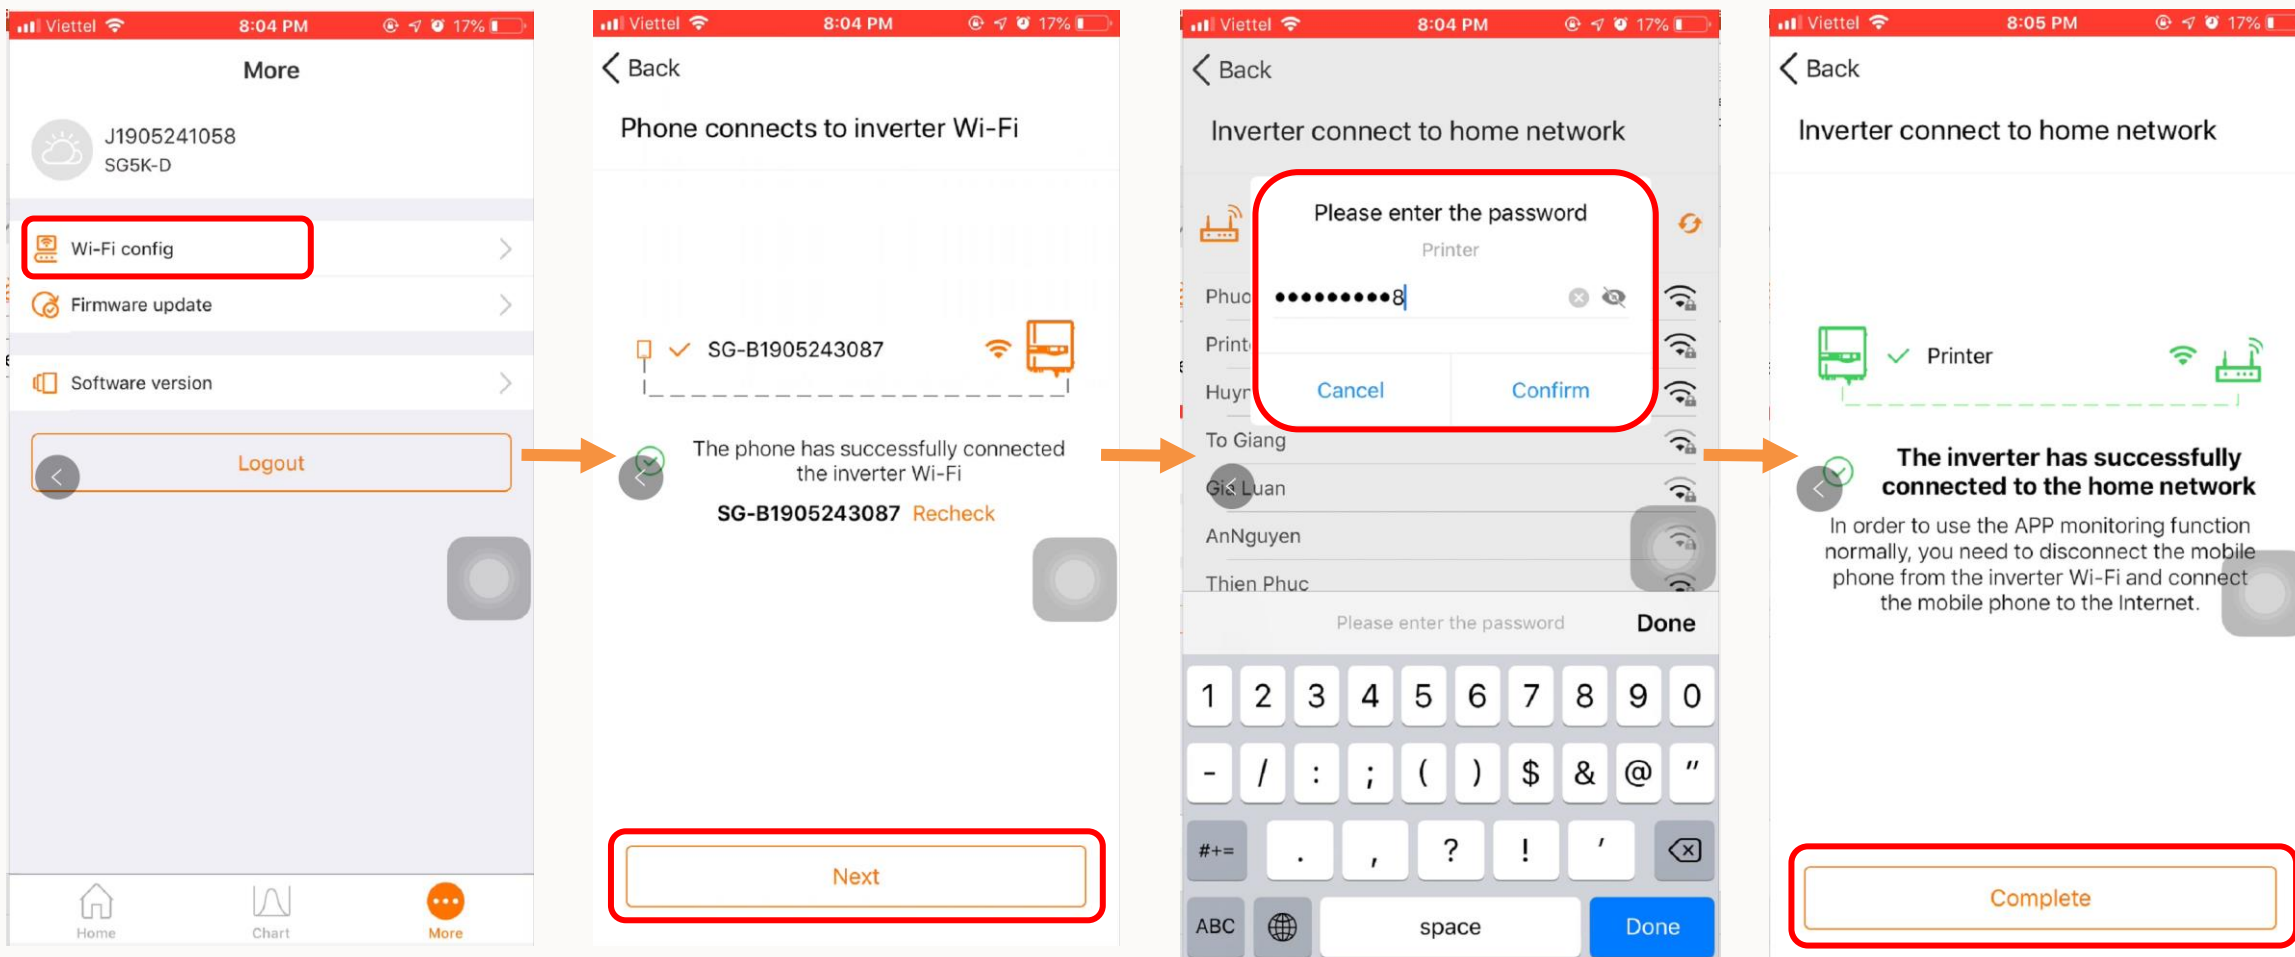 Viettel 8:04 PM 17%
More
J1905241058
SG5K-D
Wi-Fi config
Firmware update
Software version
Logout
Home Chart More
Viettel 8:04 PM 17%
Back
Phone connects to inverter Wi-Fi
SG-B1905243087
The phone has successfully connected
the inverter Wi-Fi
SG-B1905243087 Recheck
Next
Viettel 8:04 PM 17%
Back
Inverter connect to home network
Please enter the password
Printer
•••••••••8
Phuo
Print
Huyn
Cancel Confirm
To Giang
Gia Luan
AnNguyen
Thien Phuc
Please enter the password Done
1 2 3 4 5 6 7 8 9 0
- / : ; ( ) $ & @ "
#+= . , ? ! '
ABC space Done
Viettel 8:05 PM 17%
Back
Inverter connect to home network
Printer
The inverter has successfully
connected to the home network
In order to use the APP monitoring function
normally, you need to disconnect the mobile
phone from the inverter Wi-Fi and connect
the mobile phone to the Internet.
Complete